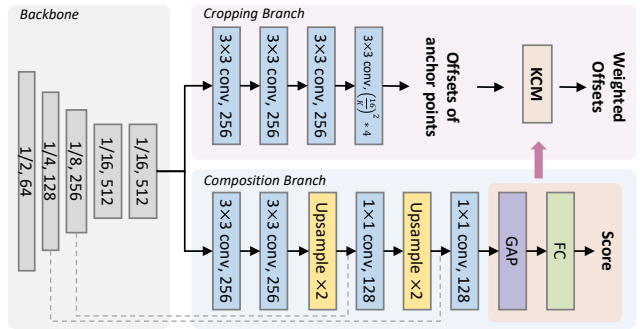 Backbone
1/2, 64
1/4, 128
1/8, 256
1/16, 512
1/16, 512
Cropping Branch
3×3 conv, 256
3×3 conv, 256
3×3 conv, 256
3×3 conv, (16/K)² * 4
Offsets of
anchor points
KCM
Weighted
Offsets
Composition Branch
3×3 conv, 256
3×3 conv, 256
Upsample ×2
1×1 conv, 128
Upsample ×2
1×1 conv, 128
GAP
FC
Score